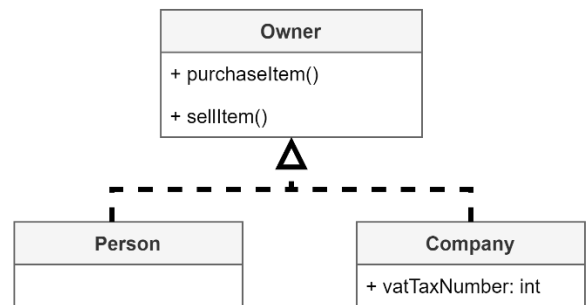 Owner
+ purchaseItem()
+ sellItem()
Person
Company
+ vatTaxNumber: int